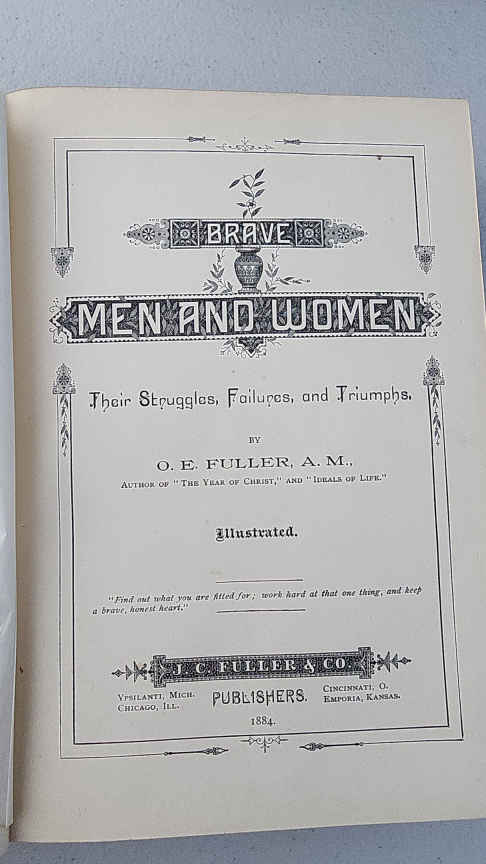 BRAVE
MEN AND WOMEN
Their Struggles, Failures, and Triumphs.
BY
O. E. FULLER, A. M.,
AUTHOR OF "THE YEAR OF CHRIST," AND "IDEALS OF LIFE."
Illustrated.
"Find out what you are fitted for; work hard at that one thing, and keep
a brave, honest heart."
J. C. FULLER & CO.
YPSILANTI, MICH.
CHICAGO, ILL.
PUBLISHERS.
CINCINNATI, O.
EMPORIA, KANSAS.
1884.